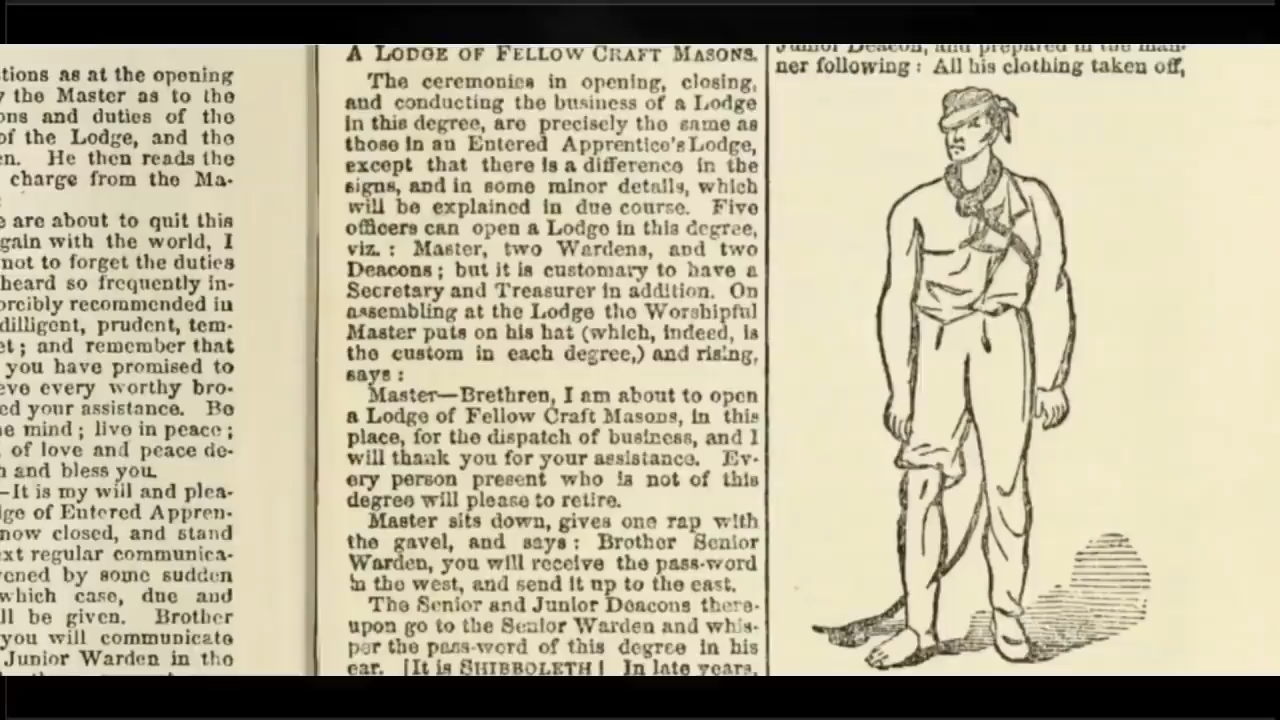 tions as at the opening
the Master as to the
ons and duties of the
of the Lodge, and the
n. He then reads the
charge from the Ma-
are about to quit this
gain with the world, I
not to forget the duties
heard so frequently in-
orcibly recommended in
dilligent, prudent, tem-
et; and remember that
you have promised to
eve every worthy bro-
ed your assistance. Be
ne mind; live in peace;
of love and peace de-
h and bless you.
—It is my will and plea-
ge of Entered Appren-
now closed, and stand
xt regular communica-
vened by some sudden
which case, due and
ll be given. Brother
you will communicate
Junior Warden in the
A LODGE OF FELLOW CRAFT MASONS.
The ceremonies in opening, closing,
and conducting the business of a Lodge
in this degree, are precisely the same as
those in an Entered Apprentice's Lodge,
except that there is a difference in the
signs, and in some minor details, which
will be explained in due course. Five
officers can open a Lodge in this degree,
viz.: Master, two Wardens, and two
Deacons; but it is customary to have a
Secretary and Treasurer in addition. On
assembling at the Lodge the Worshipful
Master puts on his hat (which, indeed, is
the custom in each degree,) and rising,
says:
Master—Brethren, I am about to open
a Lodge of Fellow Craft Masons, in this
place, for the dispatch of business, and I
will thank you for your assistance. Ev-
ery person present who is not of this
degree will please to retire.
Master sits down, gives one rap with
the gavel, and says: Brother Senior
Warden, you will receive the pass-word
in the west, and send it up to the east.
The Senior and Junior Deacons there-
upon go to the Senior Warden and whis-
per the pass-word of this degree in his
ear. [It is SHIBBOLETH! In late years,
Junior Deacon, and prepared in the man-
ner following: All his clothing taken off,